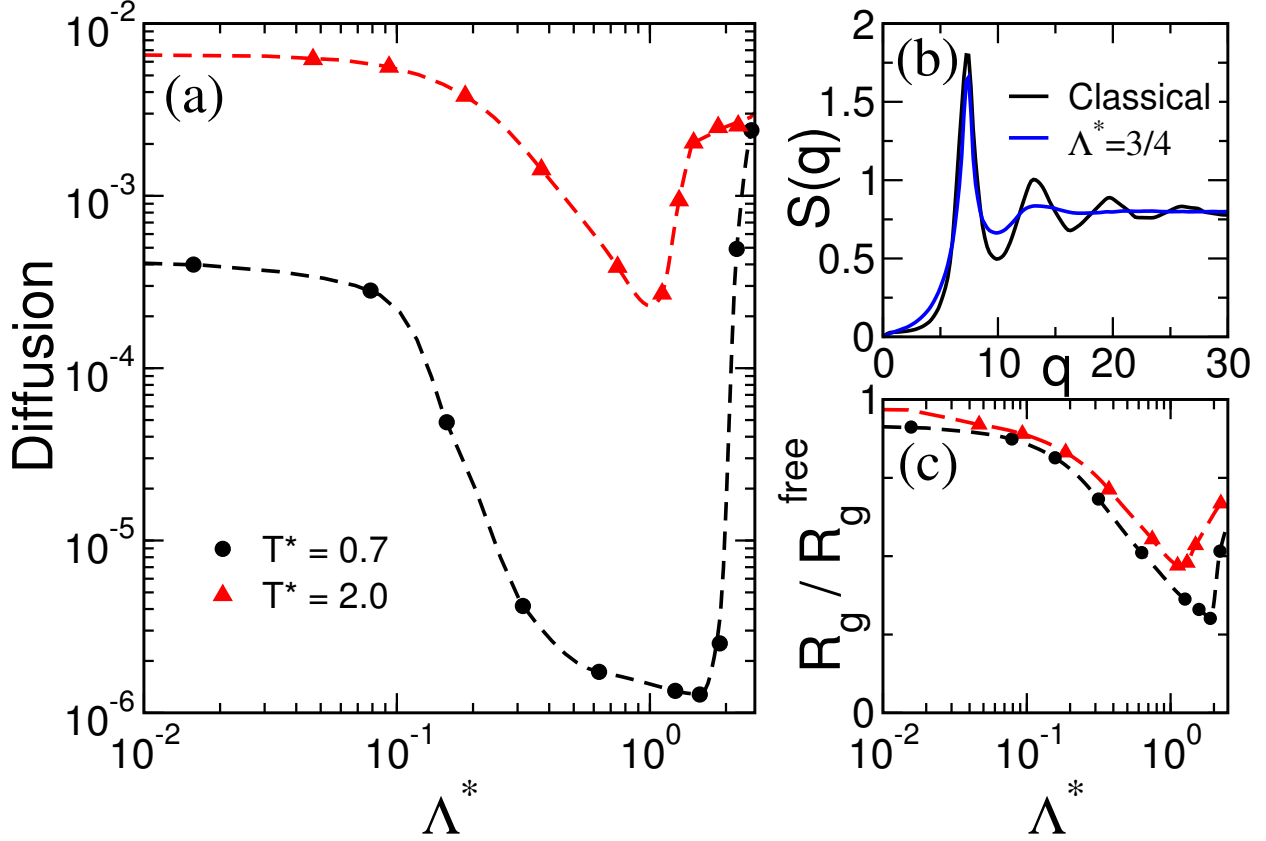 (a)
Diffusion
10^-2
10^-3
10^-4
10^-5
10^-6
T* = 0.7
T* = 2.0
10^-2 10^-1 10^0
Λ*
(b)
S(q)
2
1.5
1
0.5
0
Classical
Λ*=3/4
0 10 20 30
q
(c)
R_g / R_g^free
1
0
10^-2 10^-1 10^0
Λ*